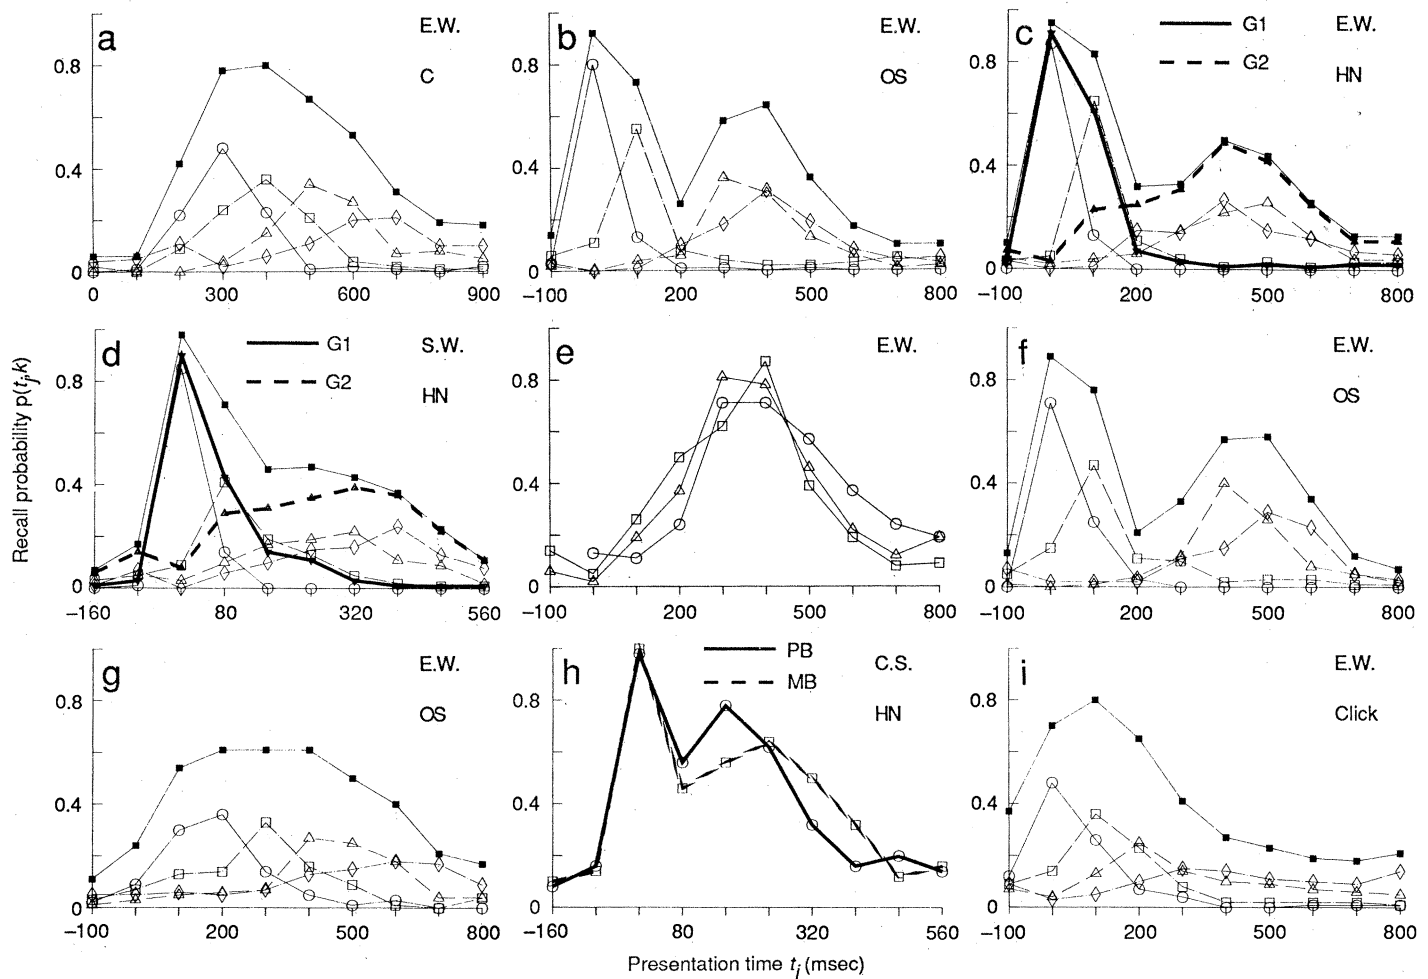 a E.W.
C
0.8
0.4
0
0 300 600 900
b E.W.
OS
0.8
0.4
0
–100 200 500 800
c G1 E.W.
G2 HN
0.8
0.4
0
–100 200 500 800
d G1 S.W.
G2 HN
0.8
0.4
0
–160 80 320 560
e E.W.
0.8
0.4
0
–100 200 500 800
f E.W.
OS
0.8
0.4
0
–100 200 500 800
g E.W.
OS
0.8
0.4
0
–100 200 500 800
h PB C.S.
MB HN
0.8
0.4
0
–160 80 320 560
i E.W.
Click
0.8
0.4
0
–100 200 500 800
Recall probability p(tj,k)
Presentation time tj (msec)